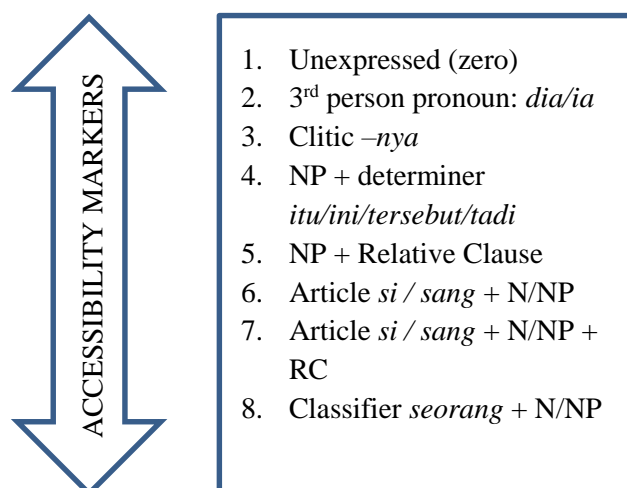 ACCESSIBILITY MARKERS
1. Unexpressed (zero)
2. 3rd person pronoun: dia/ia
3. Clitic –nya
4. NP + determiner
itu/ini/tersebut/tadi
5. NP + Relative Clause
6. Article si / sang + N/NP
7. Article si / sang + N/NP +
RC
8. Classifier seorang + N/NP